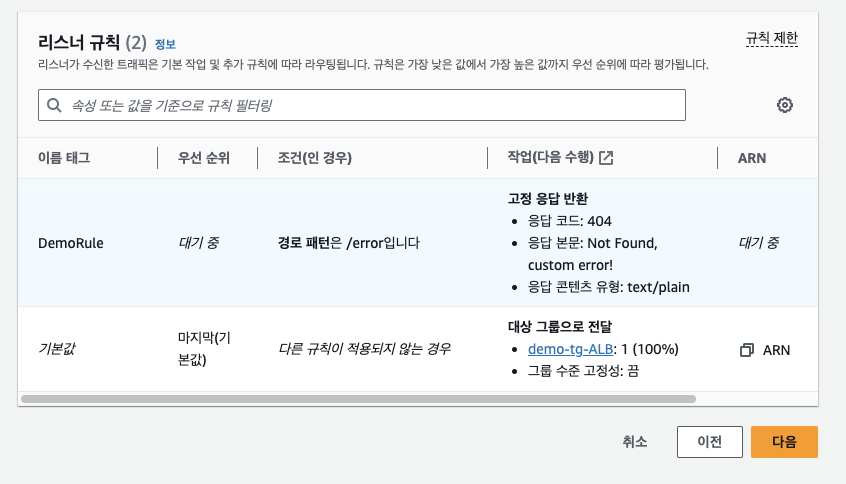 리스너 규칙 (2) 정보
규칙 제한
리스너가 수신한 트래픽은 기본 작업 및 추가 규칙에 따라 라우팅됩니다. 규칙은 가장 낮은 값에서 가장 높은 값까지 우선 순위에 따라 평가됩니다.
속성 또는 값을 기준으로 규칙 필터링
이름 태그 우선 순위 조건(인 경우) 작업(다음 수행) ARN
DemoRule
대기 중
경로 패턴은 /error입니다
고정 응답 반환
• 응답 코드: 404
• 응답 본문: Not Found,
custom error!
• 응답 콘텐츠 유형: text/plain
대기 중
기본값
마지막(기
본값)
다른 규칙이 적용되지 않는 경우
대상 그룹으로 전달
• demo-tg-ALB: 1 (100%)
• 그룹 수준 고정성: 끔
ARN
취소 이전 다음